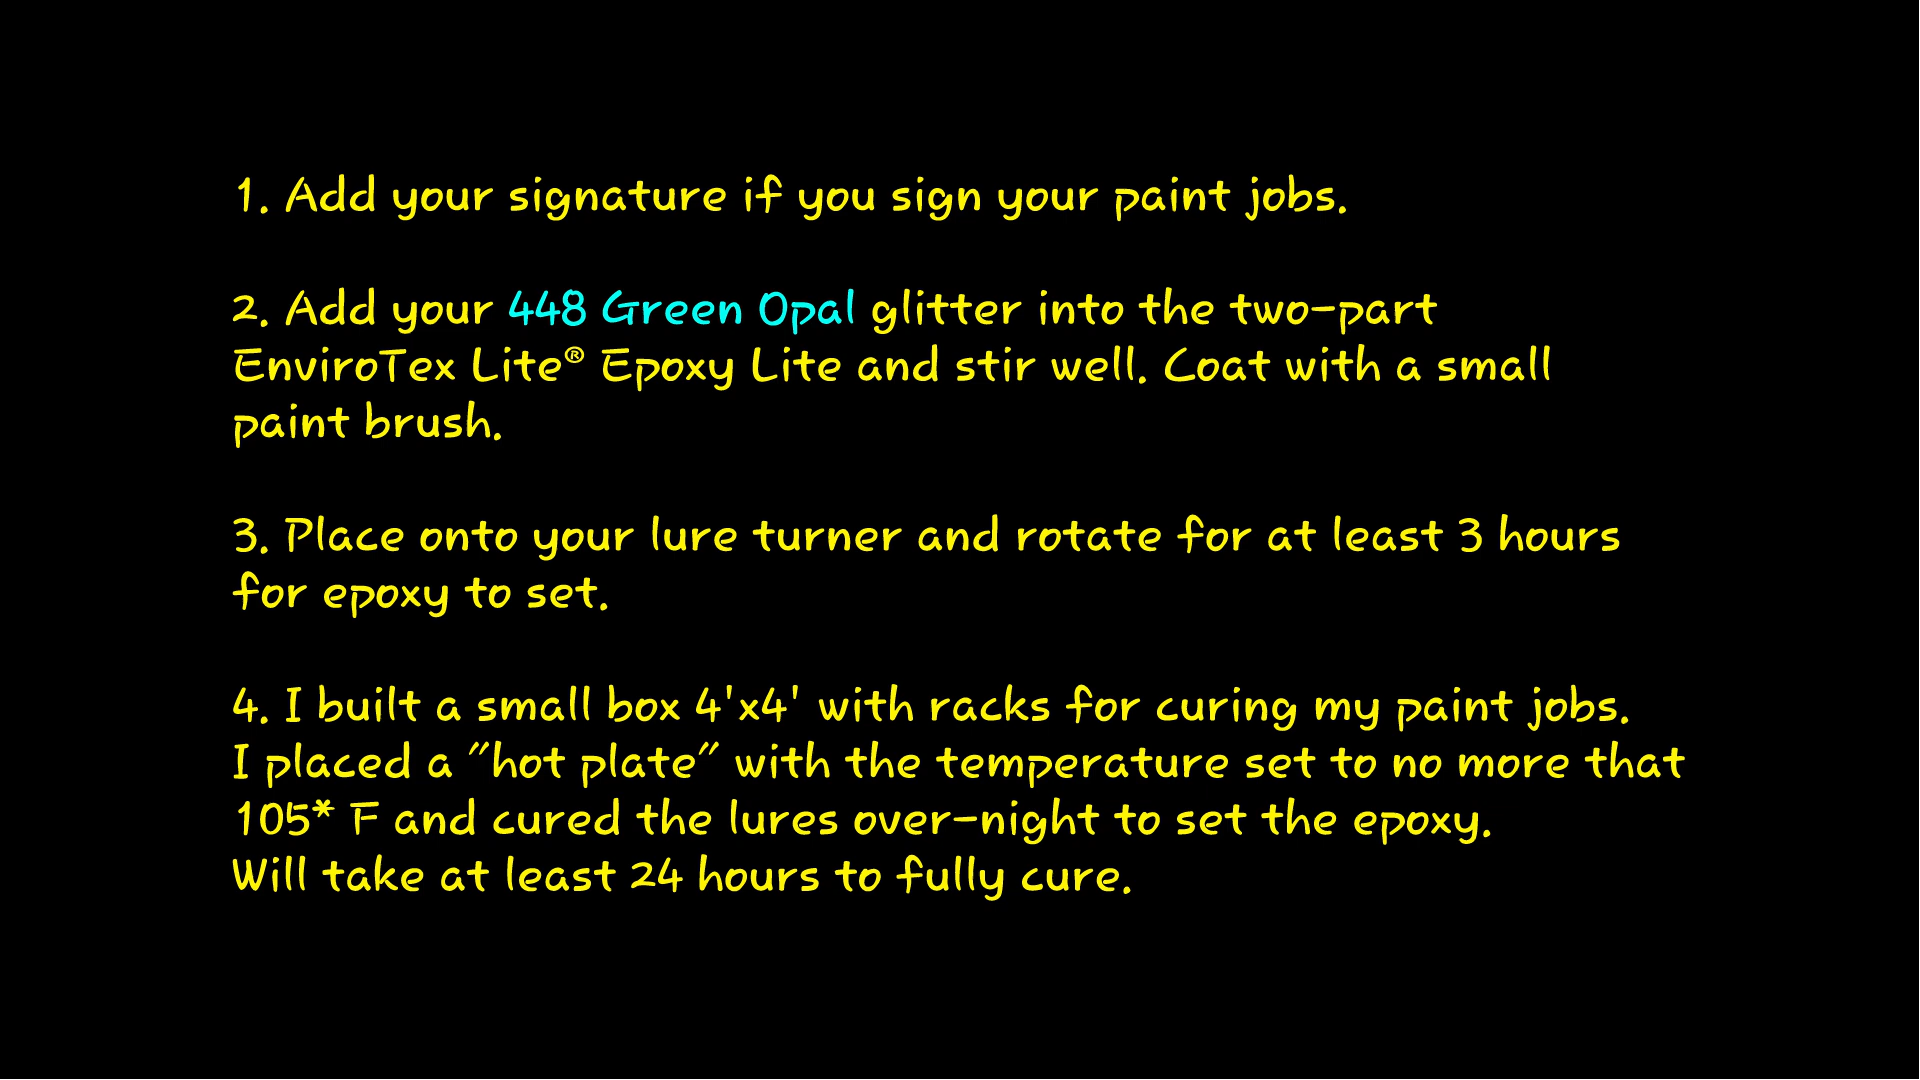 1. Add your signature if you sign your paint jobs.
2. Add your 448 Green Opal glitter into the two-part
EnviroTex Lite® Epoxy Lite and stir well. Coat with a small
paint brush.
3. Place onto your lure turner and rotate for at least 3 hours
for epoxy to set.
4. I built a small box 4'x4' with racks for curing my paint jobs.
I placed a "hot plate" with the temperature set to no more that
105* F and cured the lures over-night to set the epoxy.
Will take at least 24 hours to fully cure.